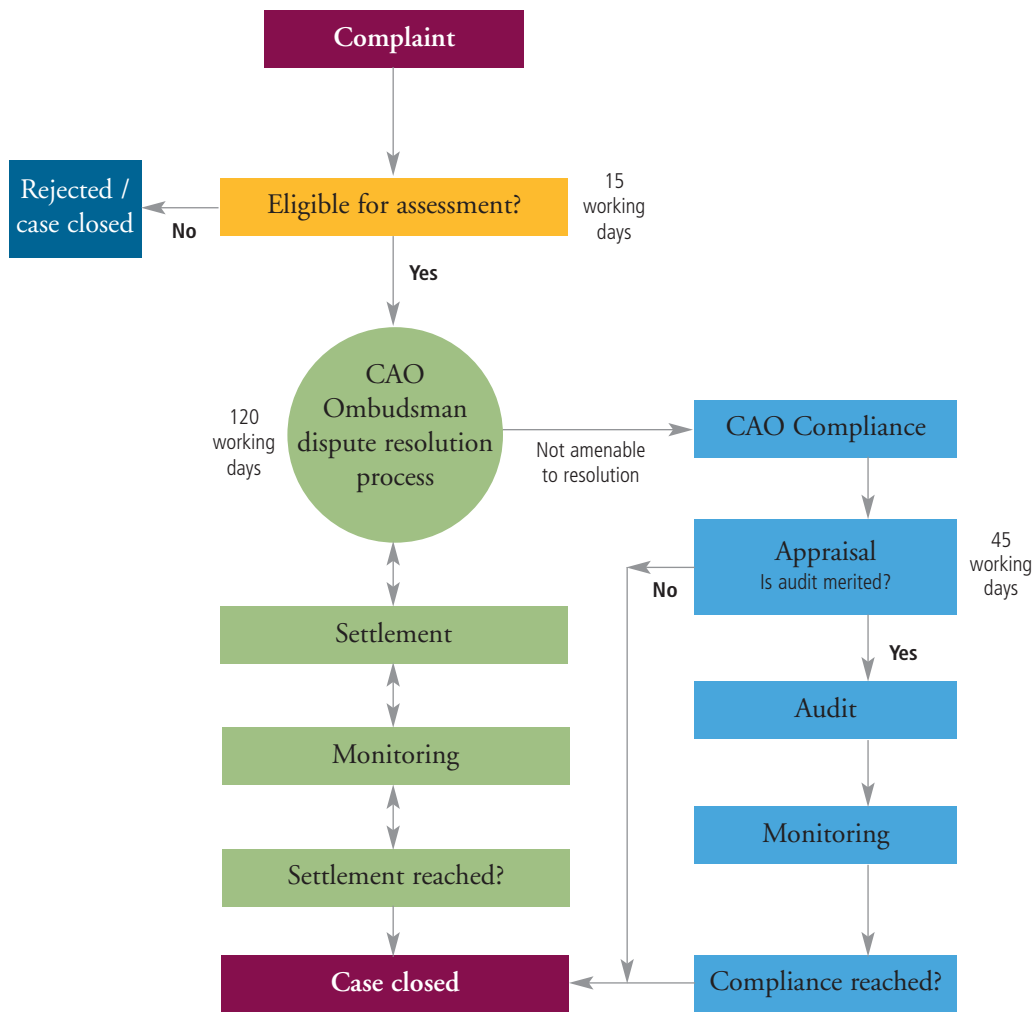 Complaint
Rejected /
case closed
No
Eligible for assessment?
15
working
days
Yes
120
working
days
CAO
Ombudsman
dispute resolution
process
Not amenable
to resolution
CAO Compliance
Appraisal
Is audit merited?
45
working
days
No
Yes
Settlement
Audit
Monitoring
Monitoring
Settlement reached?
Case closed
Compliance reached?